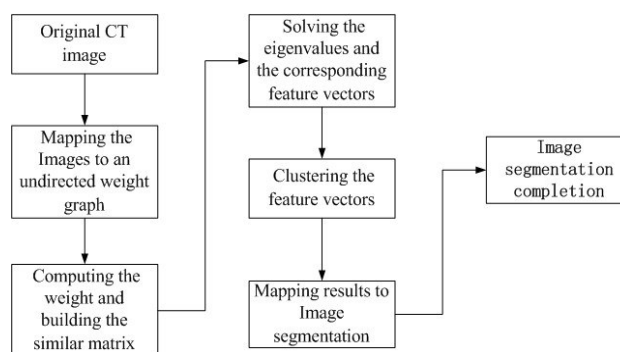 Original CT
image
Mapping the
Images to an
undirected weight
graph
Computing the
weight and
building the
similar matrix
Solving the
eigenvalues and
the corresponding
feature vectors
Clustering the
feature vectors
Mapping results to
Image
segmentation
Image
segmentation
completion